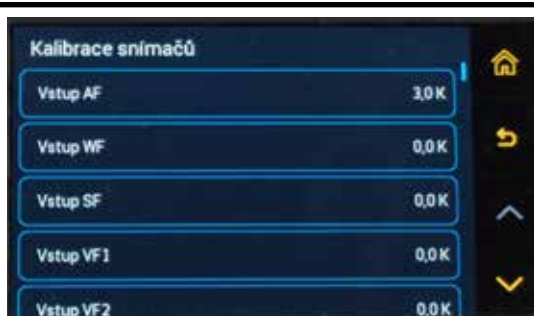 Kalibrace snímačů
Vstup AF 3,0 K
Vstup WF 0,0 K
Vstup SF 0,0 K
Vstup VF1 0,0 K
Vstup VF2 0,0 K